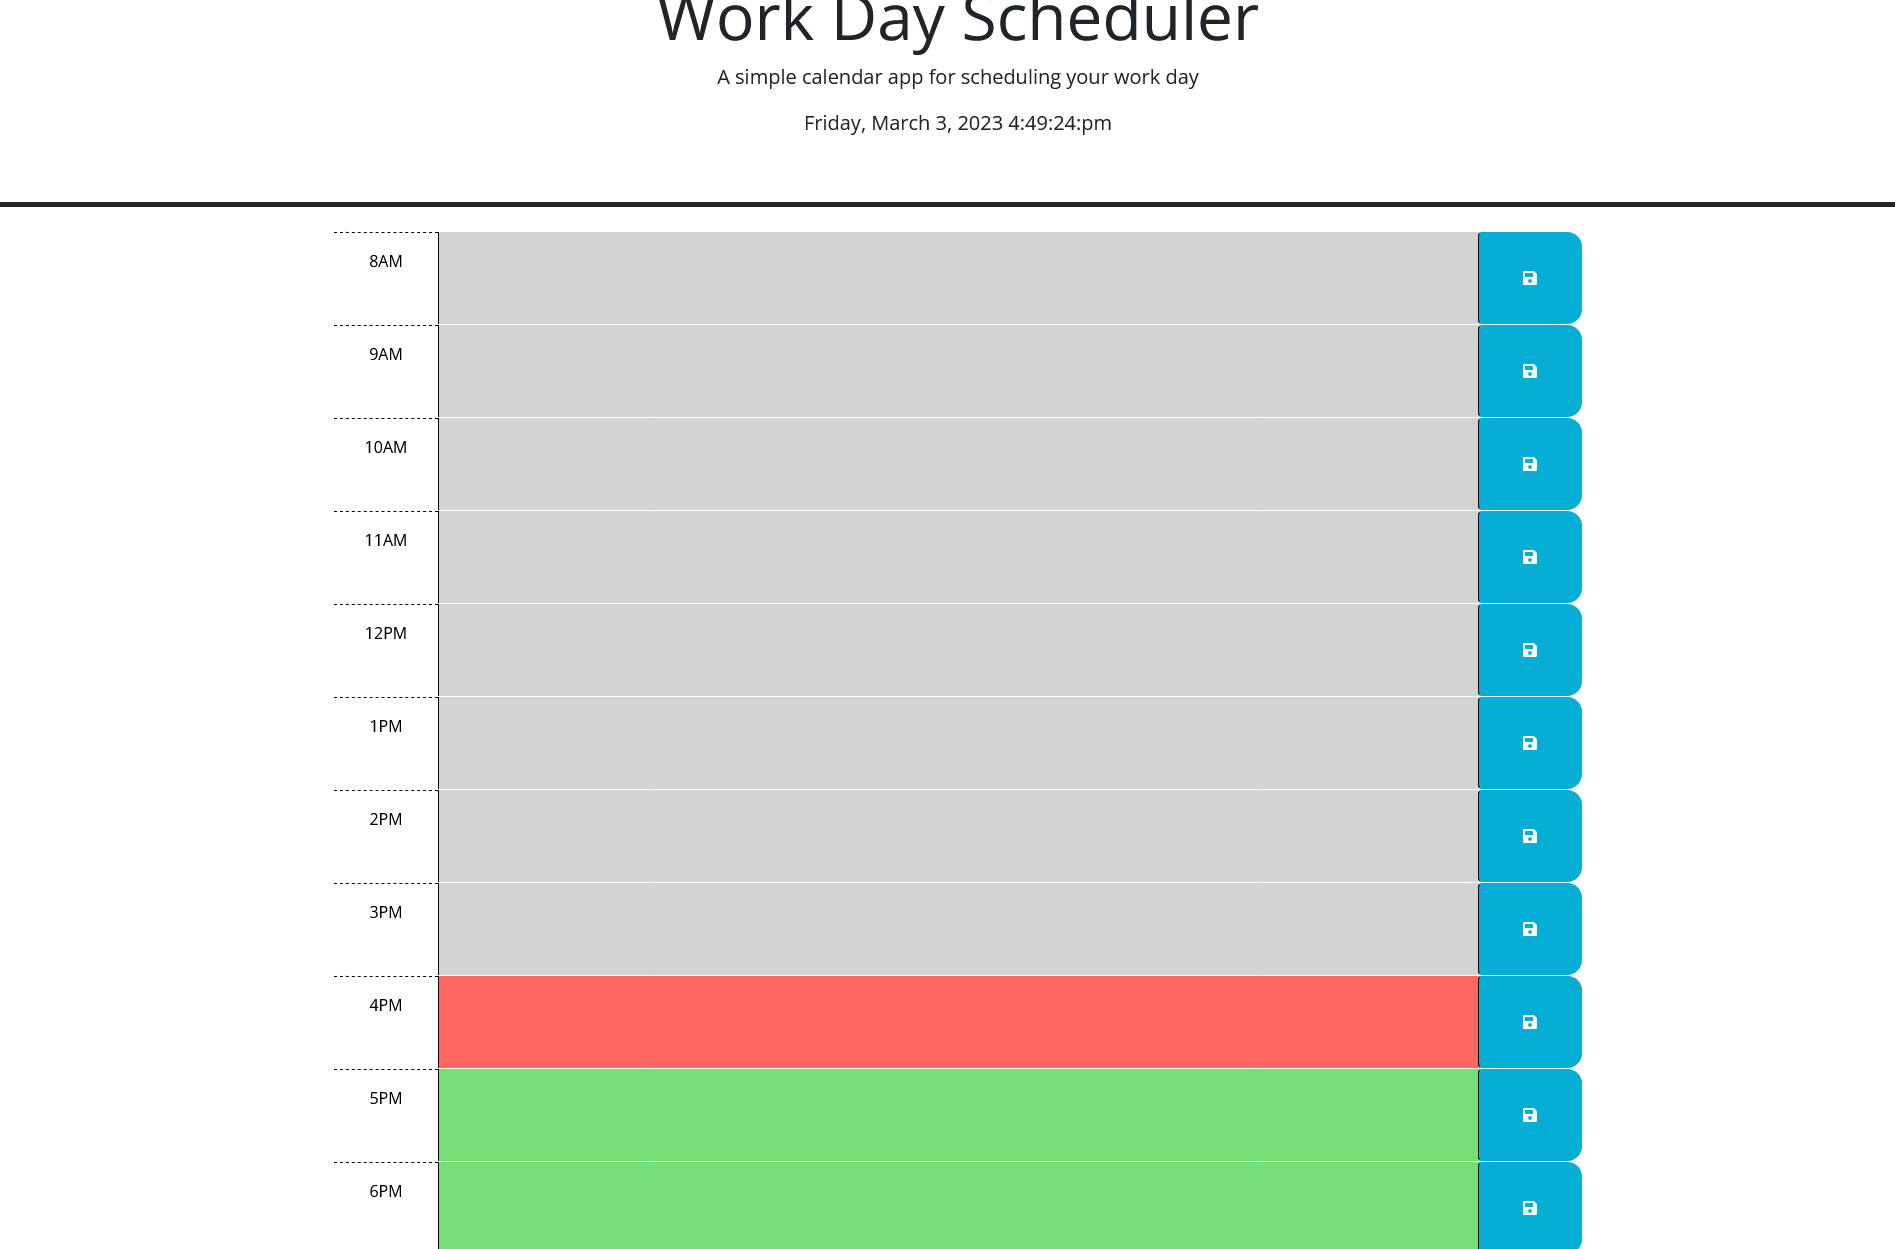 Work Day Scheduler
A simple calendar app for scheduling your work day
Friday, March 3, 2023 4:49:24:pm
8AM
9AM
10AM
11AM
12PM
1PM
2PM
3PM
4PM
5PM
6PM